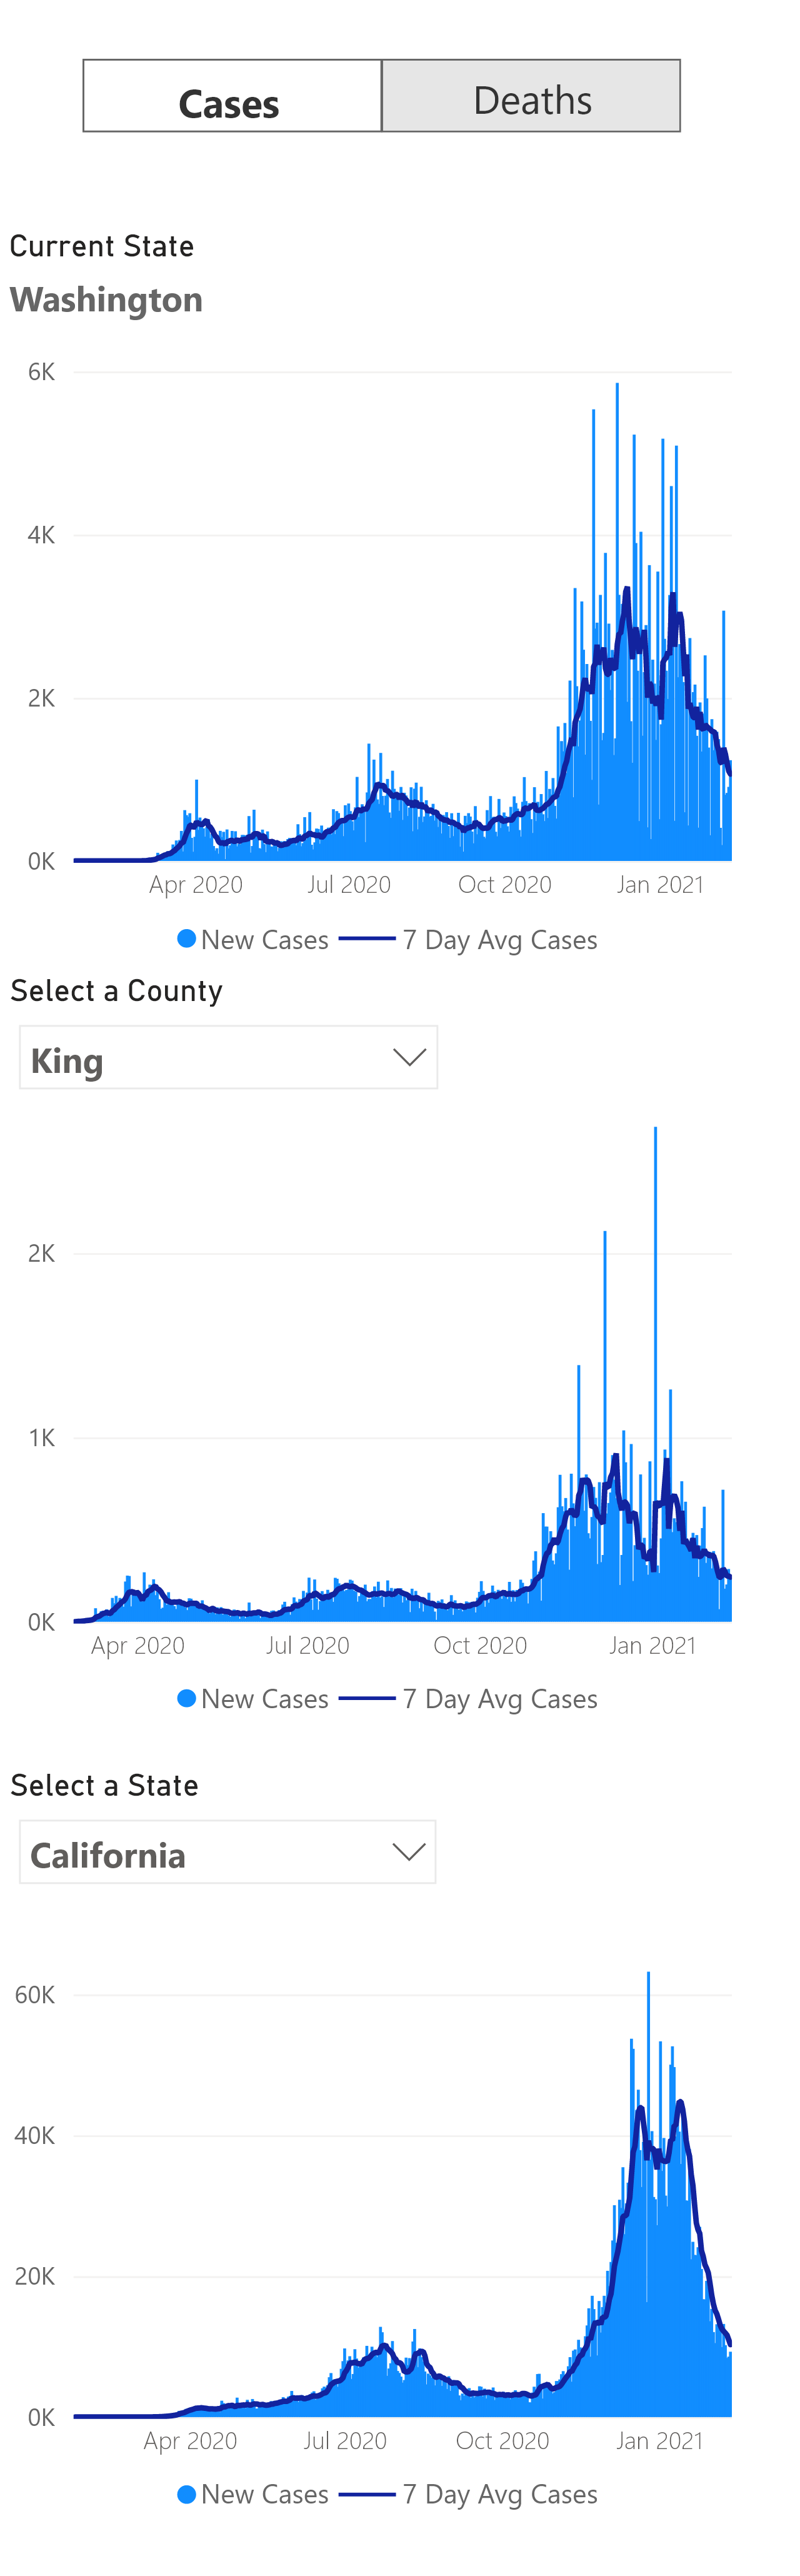 Cases Deaths
Current State
Washington
6K
4K
2K
0K
Apr 2020 Jul 2020 Oct 2020 Jan 2021
New Cases 7 Day Avg Cases
Select a County
King
2K
1K
0K
Apr 2020 Jul 2020 Oct 2020 Jan 2021
New Cases 7 Day Avg Cases
Select a State
California
60K
40K
20K
0K
Apr 2020 Jul 2020 Oct 2020 Jan 2021
New Cases 7 Day Avg Cases